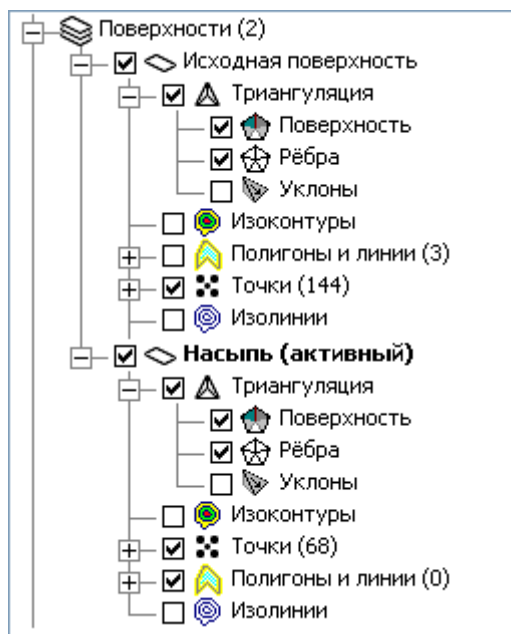 Поверхности (2)
Исходная поверхность
Триангуляция
Поверхность
Рёбра
Уклоны
Изоконтуры
Полигоны и линии (3)
Точки (144)
Изолинии
Насыпь (активный)
Триангуляция
Поверхность
Рёбра
Уклоны
Изоконтуры
Точки (68)
Полигоны и линии (0)
Изолинии